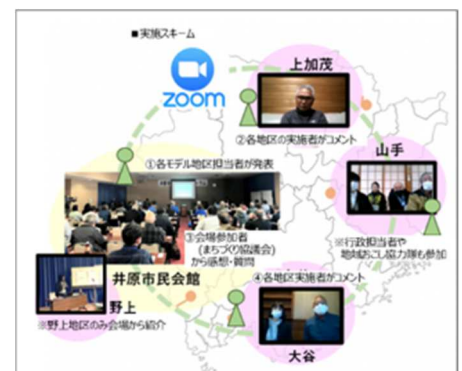 ■実施スキーム
zoom
上加茂
②各地区の実施者がコメント
山手
①各モデル地区担当者が発表
③会場参加者
(まちづくり協議会)
から感想・質問
※行政担当者や
地域おこし協力隊も参加
井原市民会館
④各地区実施者がコメント
野上
※野上地区のみ会場から紹介
大谷